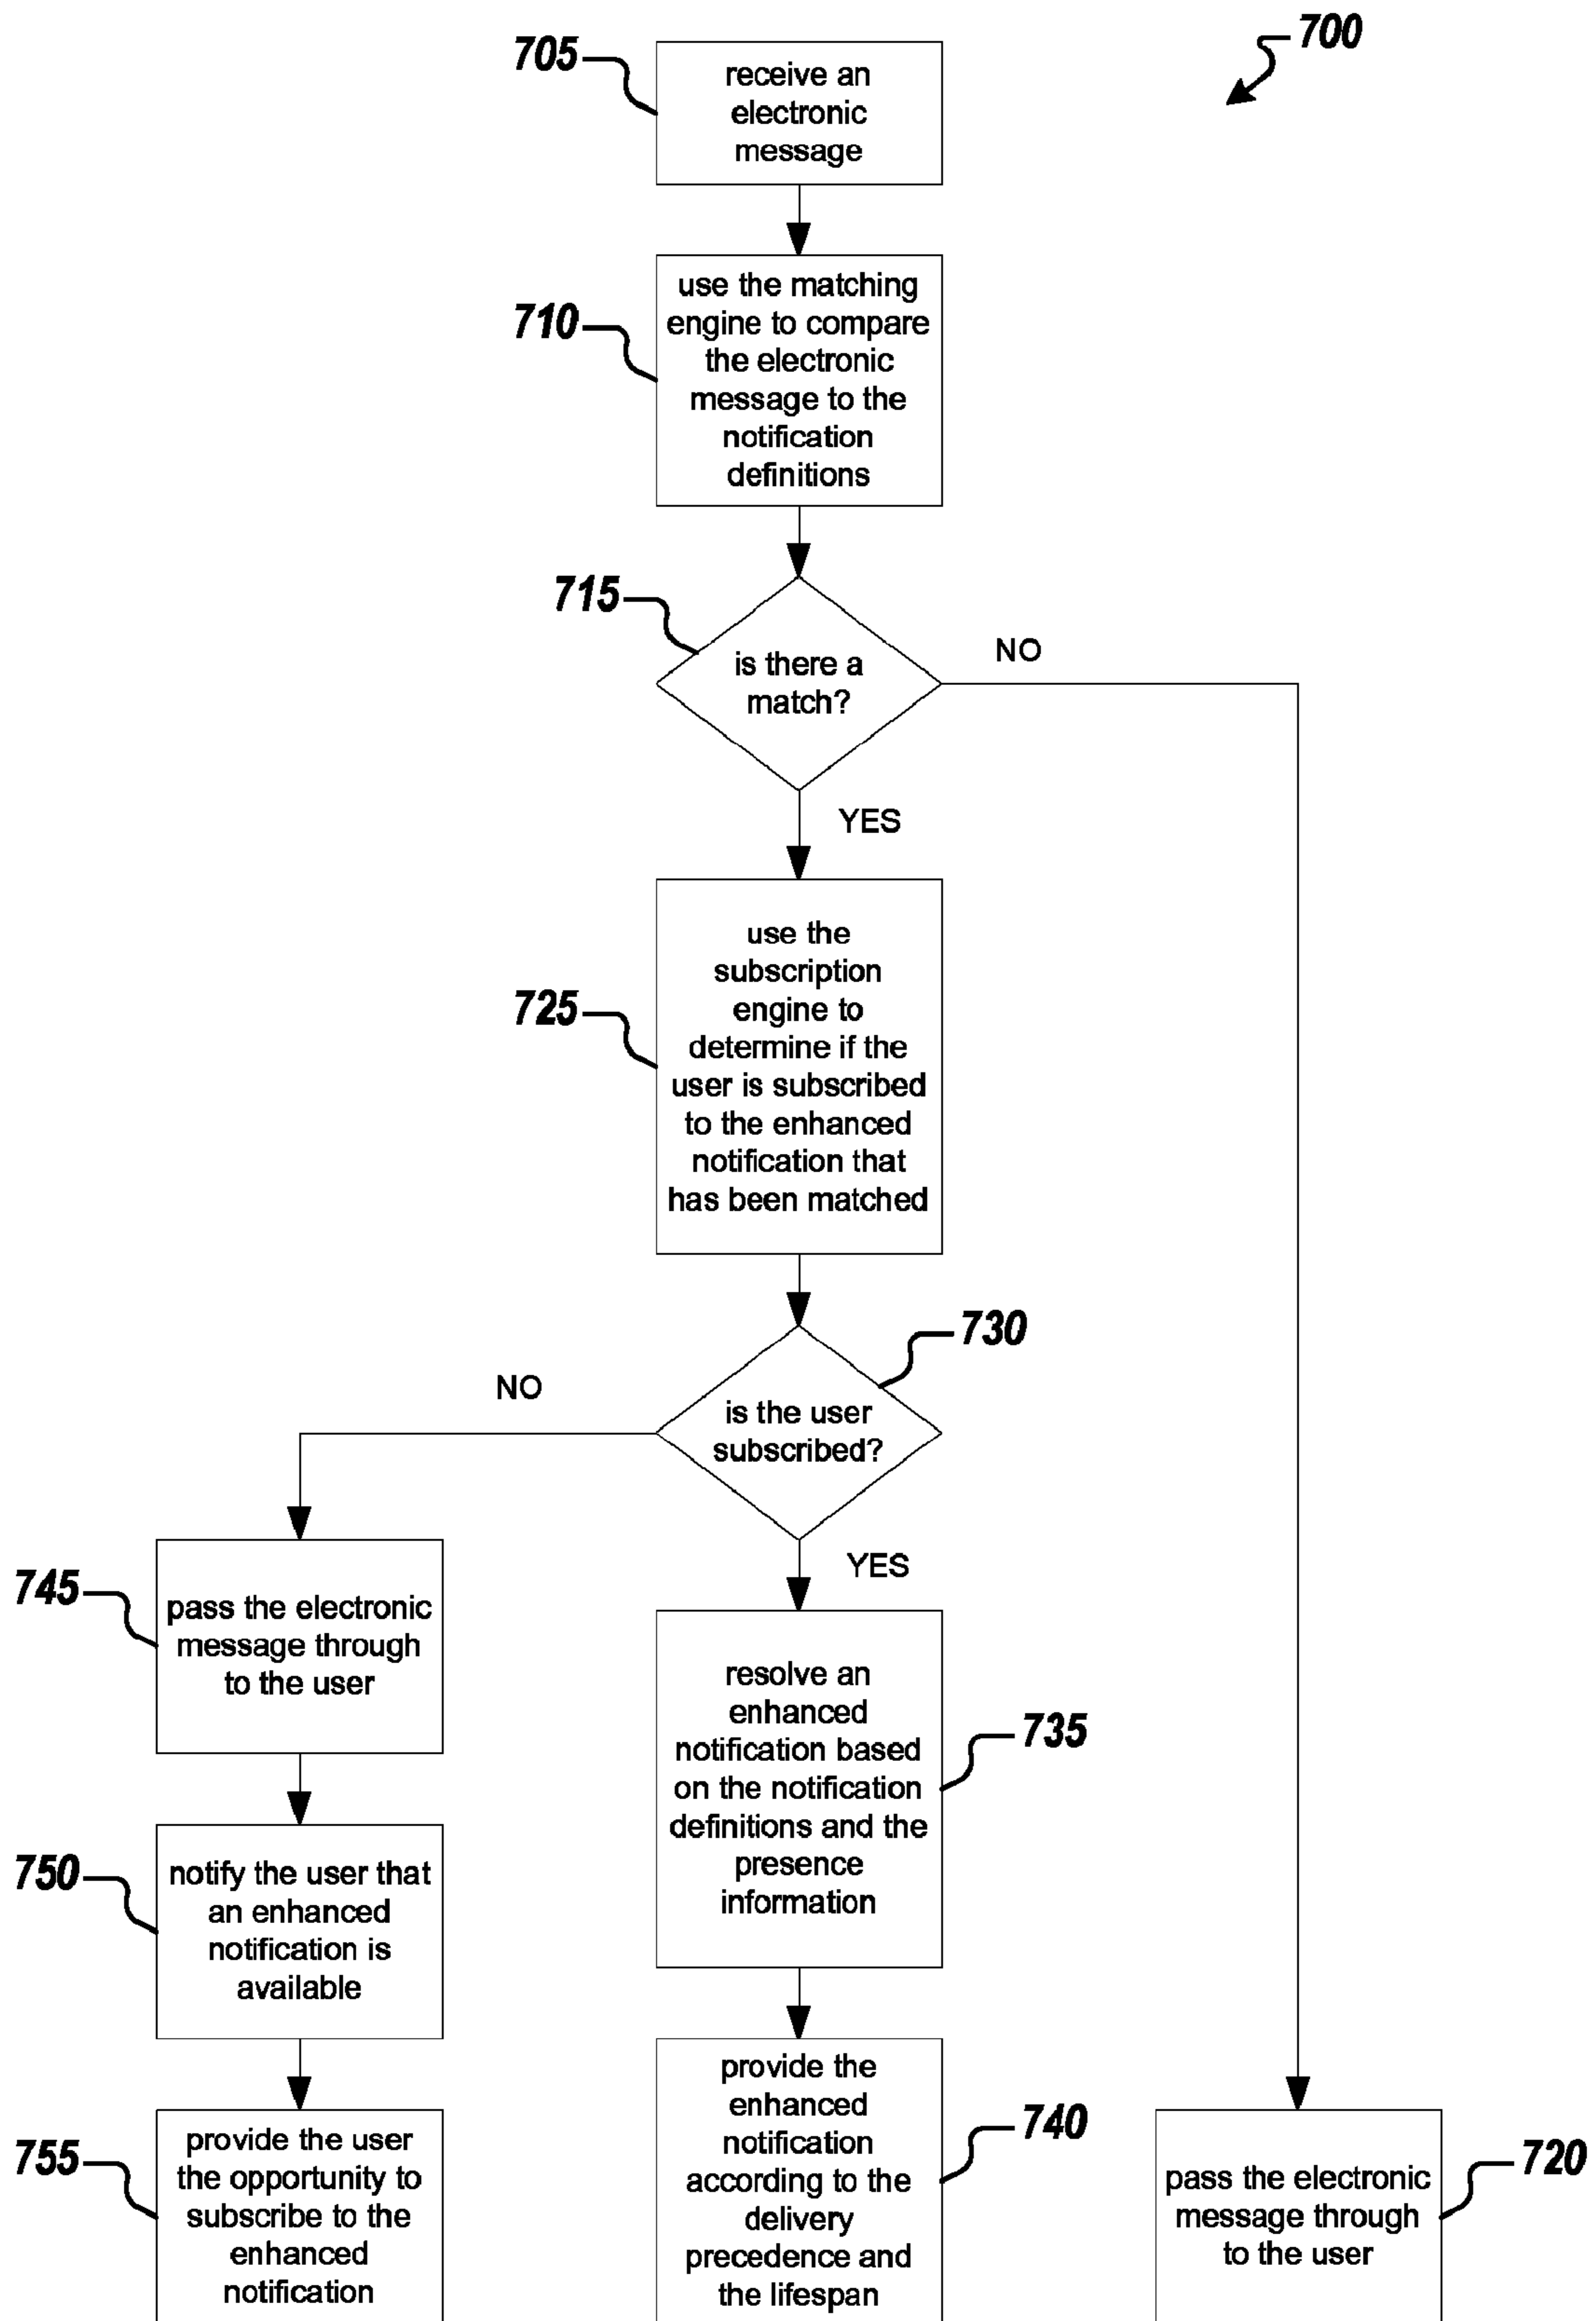 700
705
receive an
electronic
message
710
use the matching
engine to compare
the electronic
message to the
notification
definitions
715
is there a
match?
NO
YES
725
use the
subscription
engine to
determine if the
user is subscribed
to the enhanced
notification that
has been matched
730
is the user
subscribed?
NO
YES
745
pass the electronic
message through
to the user
750
notify the user that
an enhanced
notification is
available
755
provide the user
the opportunity to
subscribe to the
enhanced
notification
735
resolve an
enhanced
notification based
on the notification
definitions and the
presence
information
740
provide the
enhanced
notification
according to the
delivery
precedence and
the lifespan
720
pass the electronic
message through
to the user